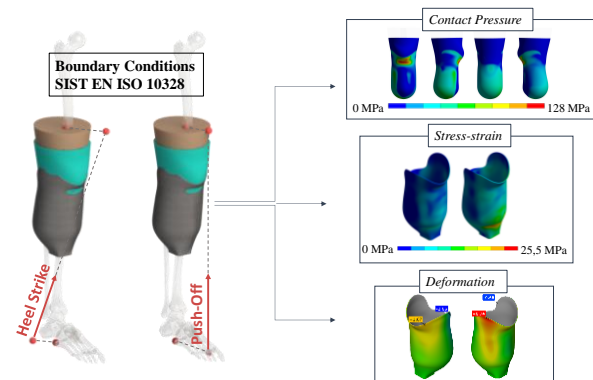 Boundary Conditions
SIST EN ISO 10328
Heel Strike
Push-Off
Contact Pressure
0 MPa 128 MPa
Stress-strain
0 MPa 25,5 MPa
Deformation